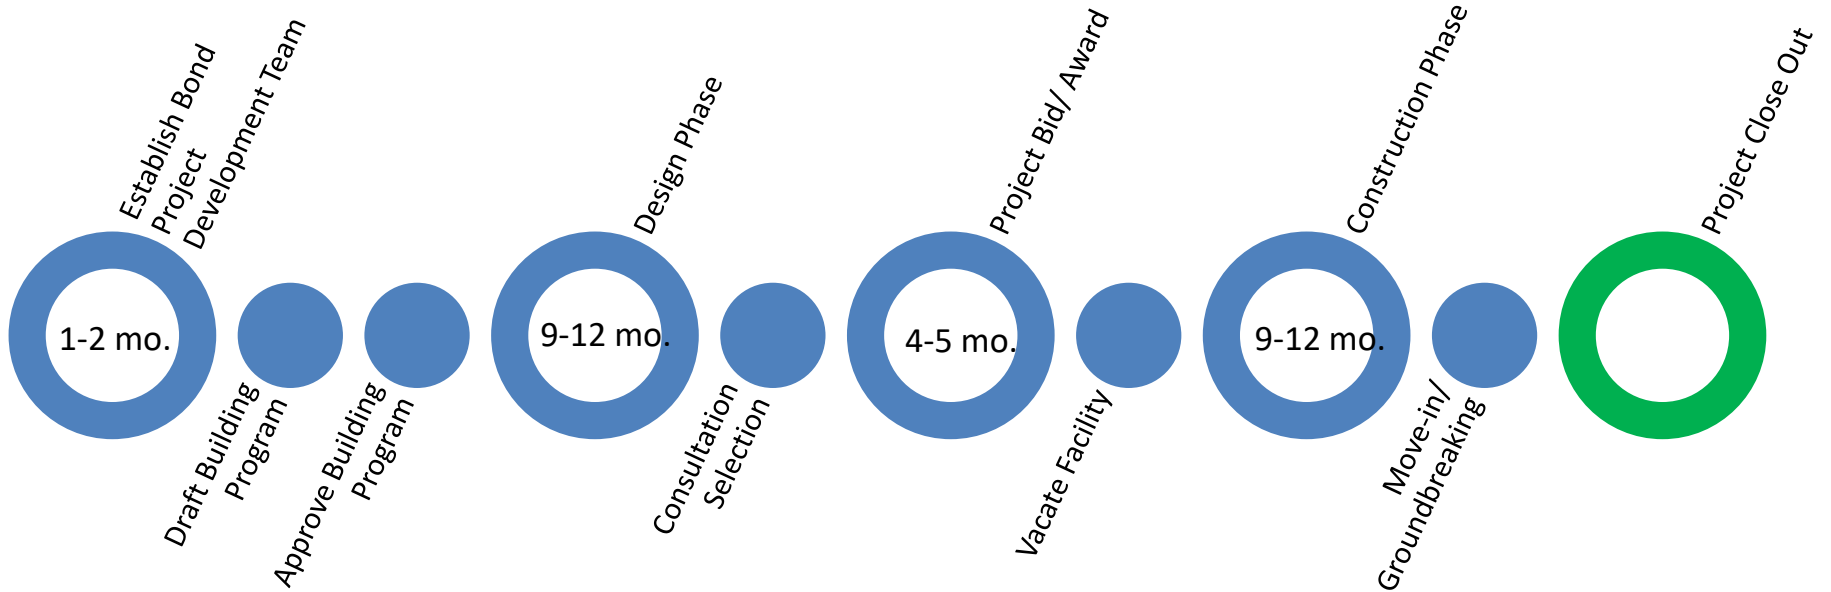 Establish Bond
Project
Development Team
1-2 mo.
Draft Building
Program
Approve Building
Program
Design Phase
9-12 mo.
Consultation
Selection
Project Bid/ Award
4-5 mo.
Vacate Facility
Construction Phase
9-12 mo.
Move-in/
Groundbreaking
Project Close Out